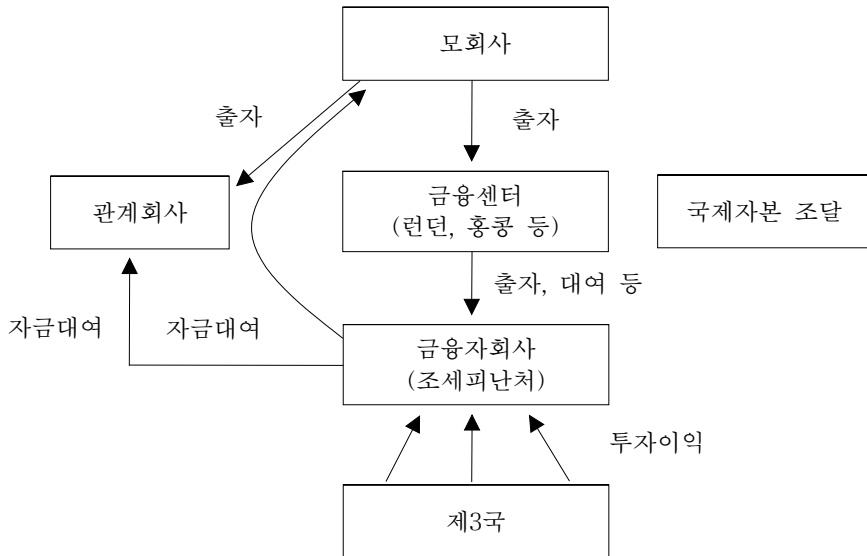 모회사
출자
출자
관계회사
금융센터
(런던, 홍콩 등)
국제자본 조달
출자, 대여 등
자금대여
자금대여
금융자회사
(조세피난처)
투자이익
제3국